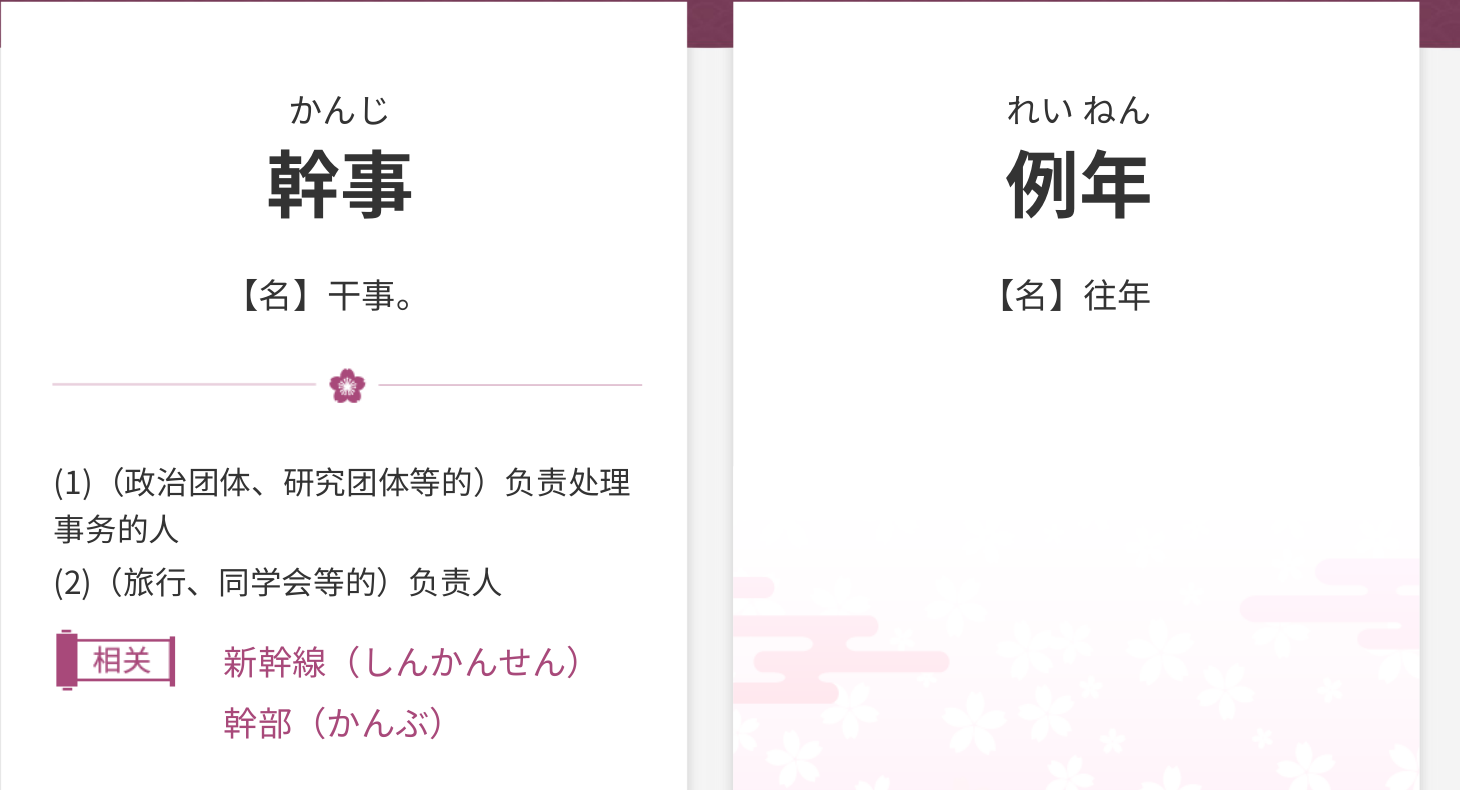 かんじ
幹事
【名】干事。
(1)（政治团体、研究团体等的）负责处理
事务的人
(2)（旅行、同学会等的）负责人
相关
新幹線（しんかんせん）
幹部（かんぶ）
れい ねん
例年
【名】往年